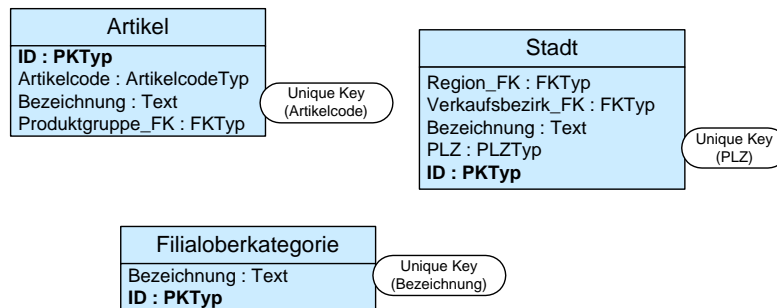 Artikel
ID : PKTyp
Artikelcode : ArtikelcodeTyp
Bezeichnung : Text
Produktgruppe_FK : FKTyp
Unique Key
(Artikelcode)
Stadt
Region_FK : FKTyp
Verkaufsbezirk_FK : FKTyp
Bezeichnung : Text
PLZ : PLZTyp
ID : PKTyp
Unique Key
(PLZ)
Filialoberkategorie
Bezeichnung : Text
ID : PKTyp
Unique Key
(Bezeichnung)